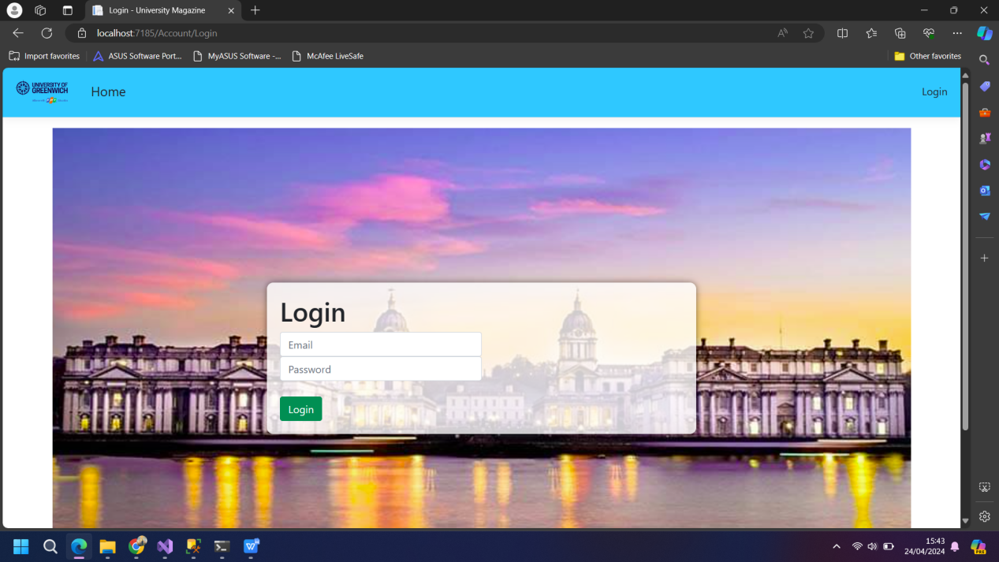 Login - University Magazine
localhost:7185/Account/Login
Import favorites
ASUS Software Port...
MyASUS Software -...
McAfee LiveSafe
Other favorites
UNIVERSITY OF
GREENWICH
Home
Login
Login
Email
Password
Login
15:43
24/04/2024